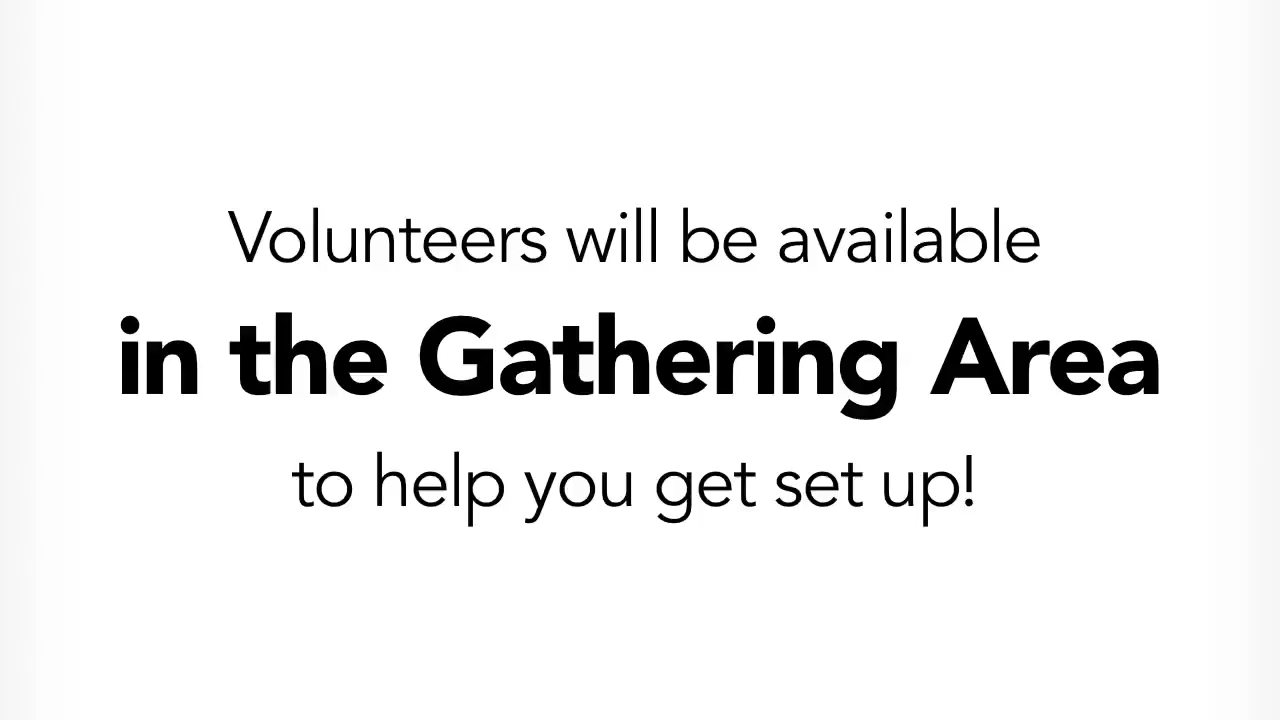 Volunteers will be available
in the Gathering Area
to help you get set up!